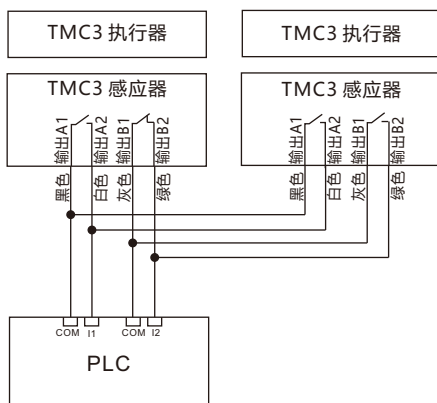 TMC3 执行器
TMC3 执行器
TMC3 感应器
TMC3 感应器
输出A1
输出A2
输出B1
输出B2
输出A1
输出A2
输出B1
输出B2
黑色
白色
灰色
绿色
黑色
白色
灰色
绿色
COM I1 COM I2
PLC